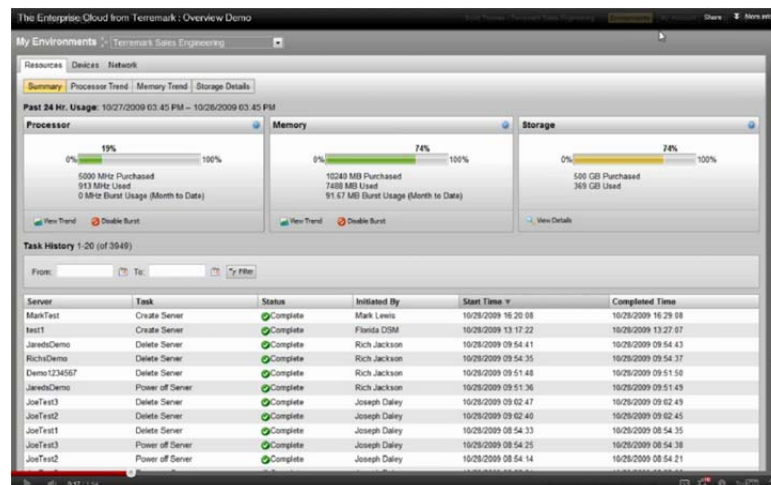 The Enterprise Cloud from Terremark : Overview Demo
Environments
Share
More info
My Environments
Terremark Sales Engineering
Resources Devices Network
Summary Processor Trend Memory Trend Storage Details
Past 24 Hr. Usage: 10/27/2009 03:45 PM – 10/28/2009 03:45 PM
Processor
19%
0% 100%
5000 MHz Purchased
913 MHz Used
0 MHz Burst Usage (Month to Date)
View Trend Disable Burst
Memory
74%
0% 100%
10240 MB Purchased
7488 MB Used
91.67 MB Burst Usage (Month to Date)
View Trend Disable Burst
Storage
74%
0% 100%
500 GB Purchased
369 GB Used
View Details
Task History 1-20 (of 3949)
From: To: Filter
Server Task Status Initiated By Start Time Completed Time
MarkTest Create Server Complete Mark Lewis 10/28/2009 16:20:08 10/28/2009 16:29:08
test1 Create Server Complete Florida DSM 10/28/2009 13:17:22 10/28/2009 13:27:07
JaredsDemo Delete Server Complete Rich Jackson 10/28/2009 09:54:41 10/28/2009 09:54:43
RichsDemo Delete Server Complete Rich Jackson 10/28/2009 09:54:35 10/28/2009 09:54:37
Demo1234567 Delete Server Complete Rich Jackson 10/28/2009 09:51:48 10/28/2009 09:51:50
JaredsDemo Power off Server Complete Rich Jackson 10/28/2009 09:51:36 10/28/2009 09:51:49
JoeTest3 Delete Server Complete Joseph Daley 10/28/2009 09:02:47 10/28/2009 09:02:49
JoeTest2 Delete Server Complete Joseph Daley 10/28/2009 09:02:40 10/28/2009 09:02:45
JoeTest1 Delete Server Complete Joseph Daley 10/28/2009 08:54:33 10/28/2009 08:54:35
JoeTest3 Power off Server Complete Joseph Daley 10/28/2009 08:54:25 10/28/2009 08:54:38
JoeTest2 Power off Server Complete Joseph Daley 10/28/2009 08:54:14 10/28/2009 08:54:21